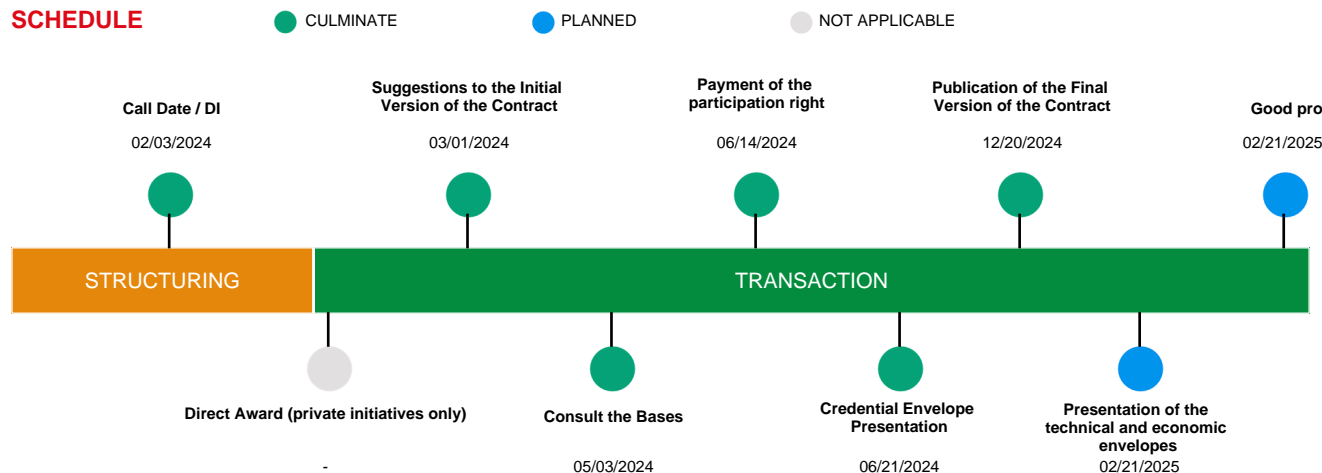 SCHEDULE
CULMINATE
PLANNED
NOT APPLICABLE
Call Date / DI
02/03/2024
Suggestions to the Initial
Version of the Contract
03/01/2024
Payment of the
participation right
06/14/2024
Publication of the Final
Version of the Contract
12/20/2024
Good pro
02/21/2025
STRUCTURING
TRANSACTION
Direct Award (private initiatives only)
-
Consult the Bases
05/03/2024
Credential Envelope
Presentation
06/21/2024
Presentation of the
technical and economic
envelopes
02/21/2025